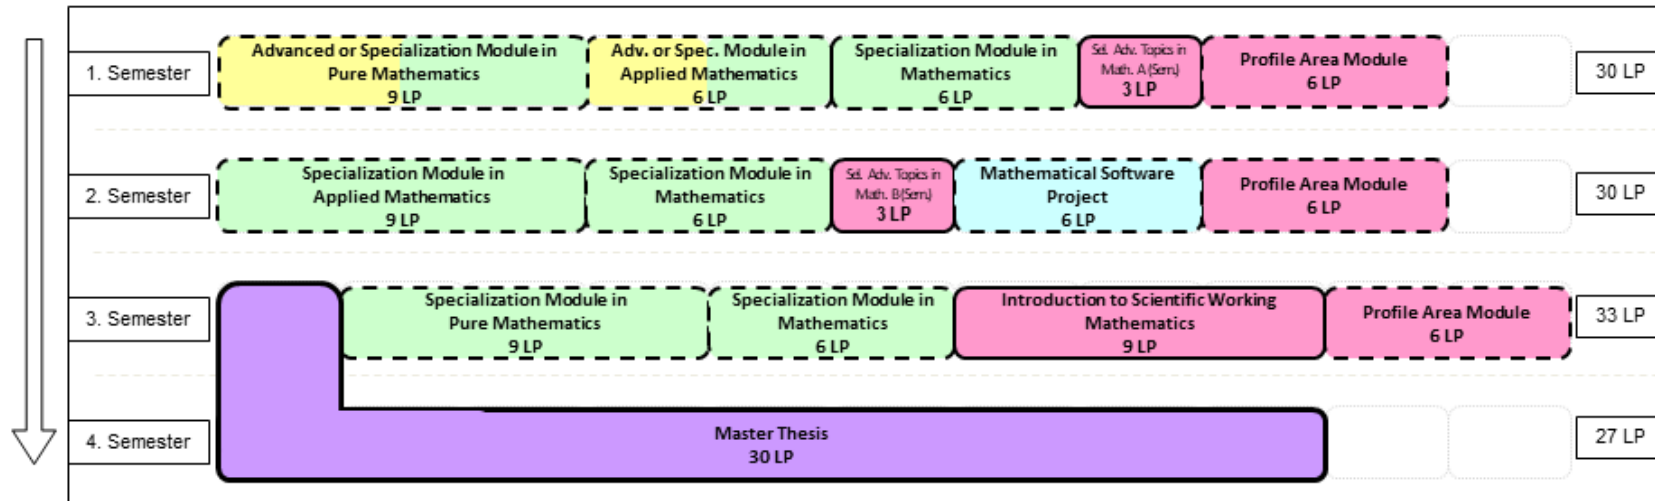 1. Semester
Advanced or Specialization Module in
Pure Mathematics
9 LP
Adv. or Spec. Module in
Applied Mathematics
6 LP
Specialization Module in
Mathematics
6 LP
Sel. Adv. Topics in
Math. A (Sem.)
3 LP
Profile Area Module
6 LP
30 LP
2. Semester
Specialization Module in
Applied Mathematics
9 LP
Specialization Module in
Mathematics
6 LP
Sel. Adv. Topics in
Math. B (Sem.)
3 LP
Mathematical Software
Project
6 LP
Profile Area Module
6 LP
30 LP
3. Semester
Specialization Module in
Pure Mathematics
9 LP
Specialization Module in
Mathematics
6 LP
Introduction to Scientific Working
Mathematics
9 LP
Profile Area Module
6 LP
33 LP
4. Semester
Master Thesis
30 LP
27 LP